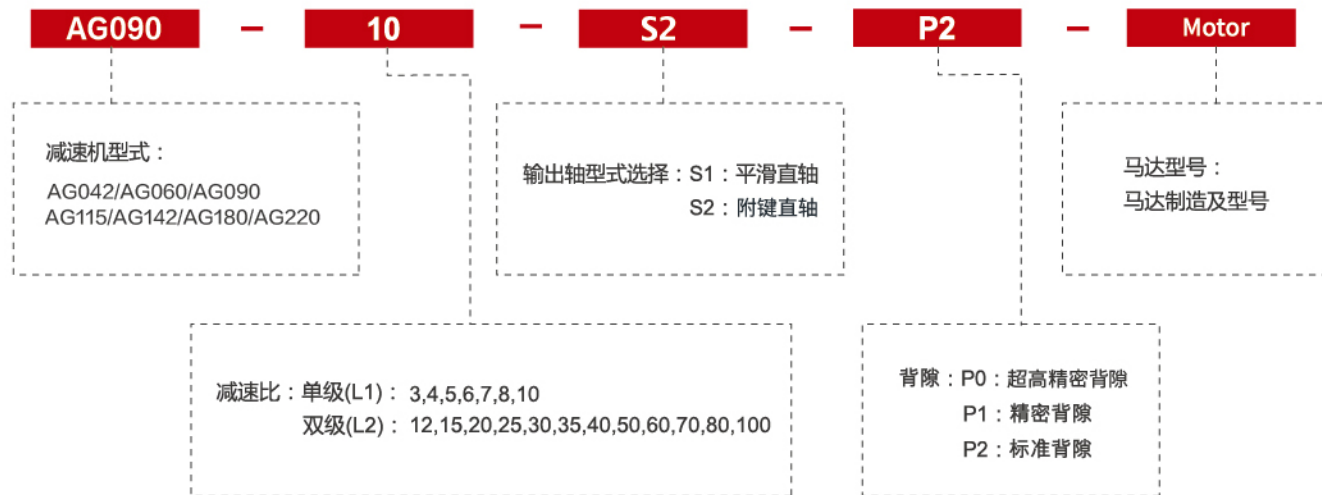 AG090 - 10 - S2 - P2 - Motor
减速机型式：
AG042/AG060/AG090
AG115/AG142/AG180/AG220
输出轴型式选择：S1：平滑直轴
S2：附键直轴
马达型号：
马达制造及型号
减速比：单级(L1)： 3,4,5,6,7,8,10
双级(L2)： 12,15,20,25,30,35,40,50,60,70,80,100
背隙：P0：超高精密背隙
P1：精密背隙
P2：标准背隙